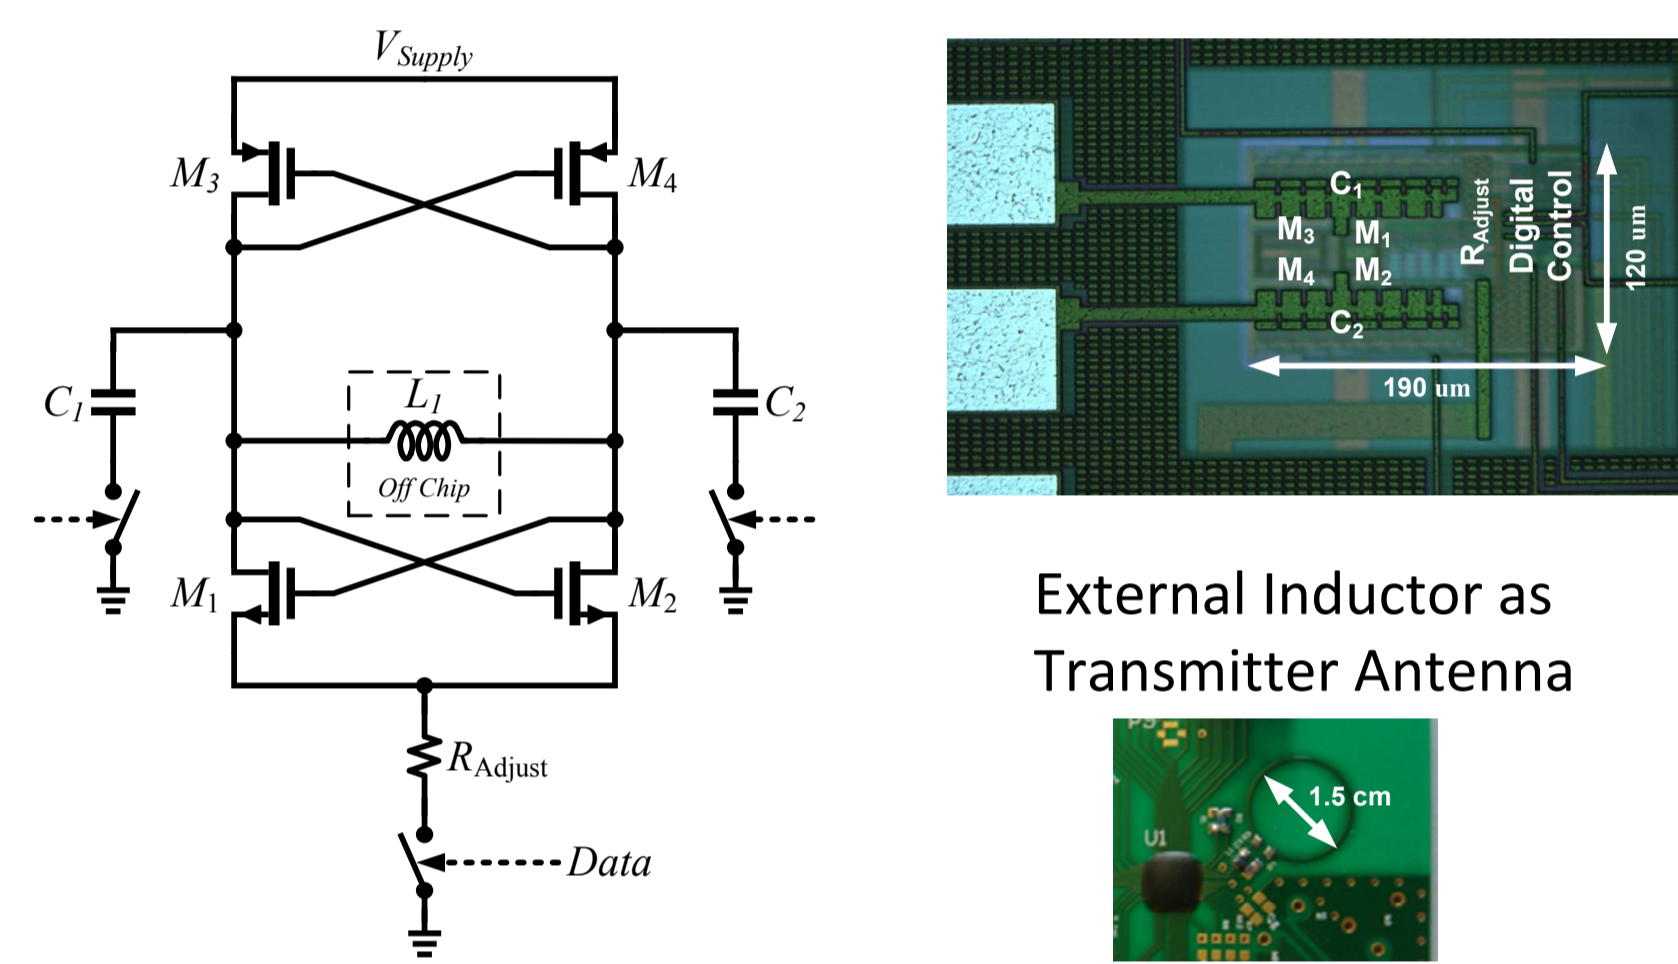 V_Supply
M_3
M_4
C_1
L_1
C_2
Off Chip
M_1
M_2
R_Adjust
Data
C_1
M_3 M_1
M_4 M_2
C_2
R_Adjust
Digital
Control
120 um
190 um
External Inductor as
Transmitter Antenna
1.5 cm
U1